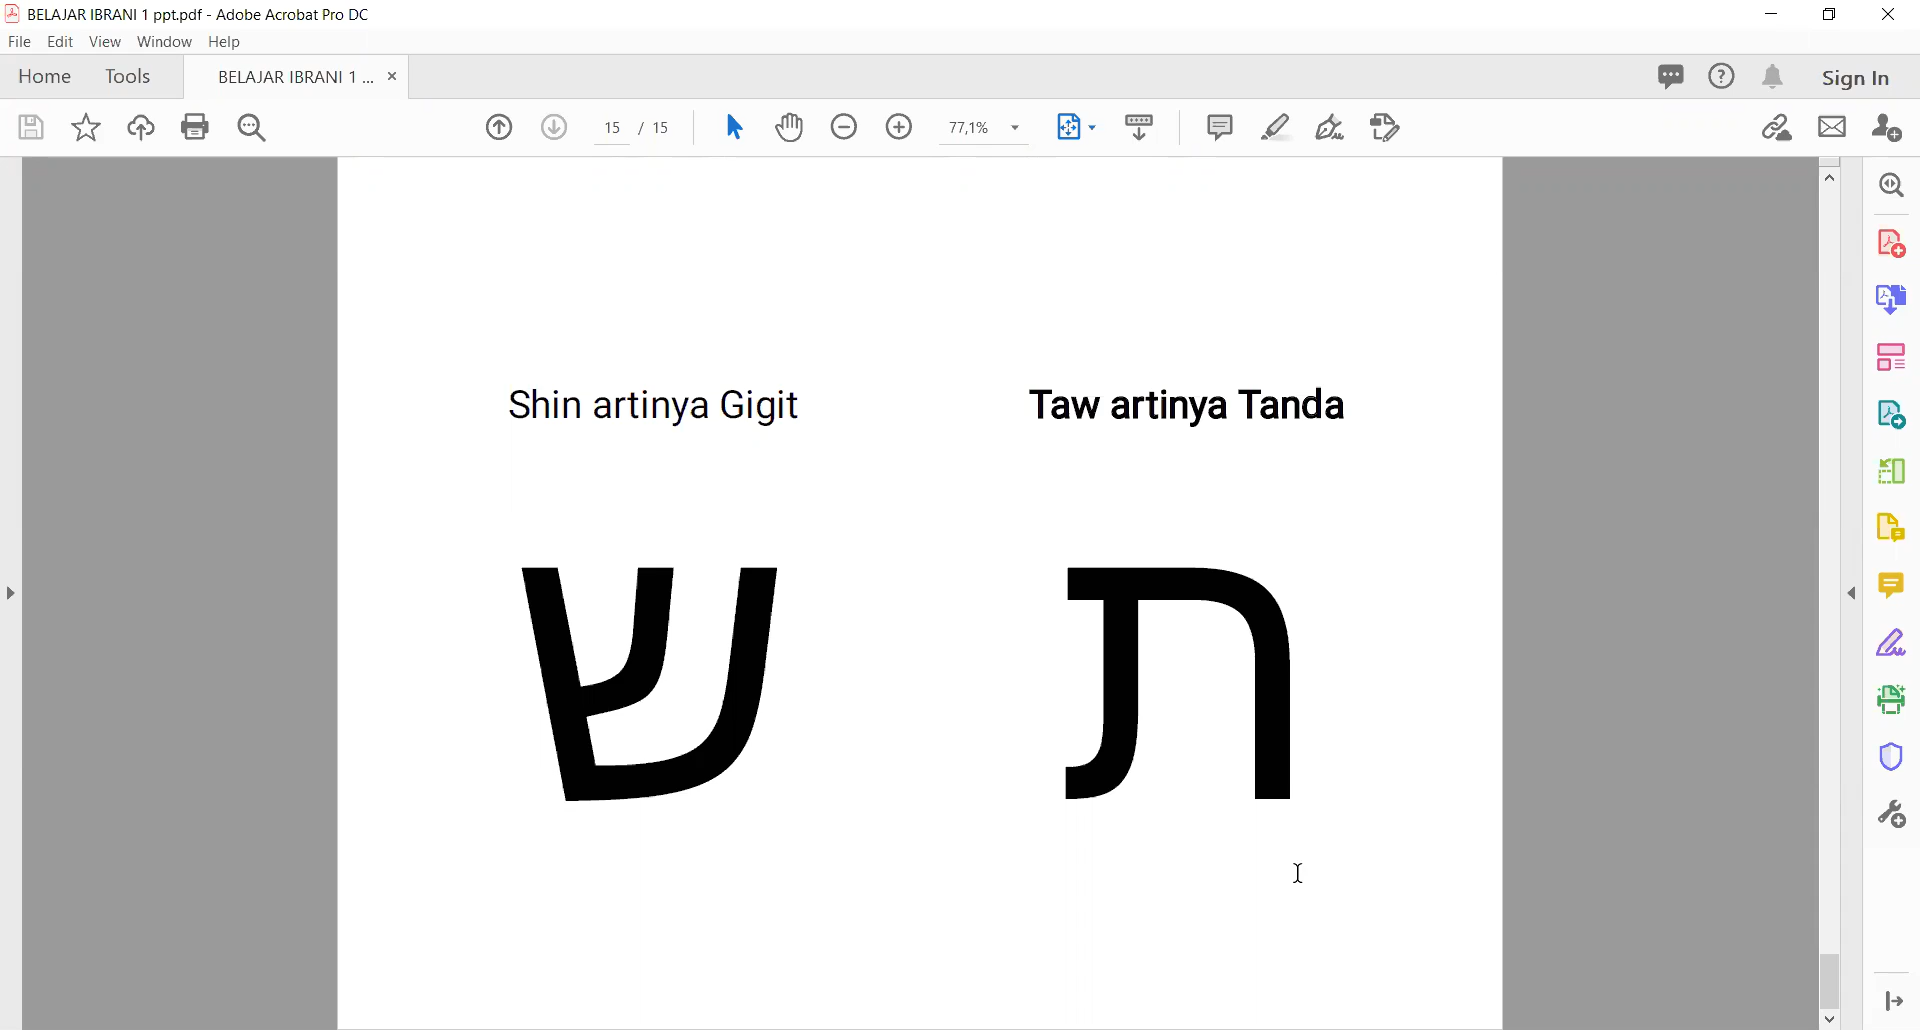 BELAJAR IBRANI 1 ppt.pdf - Adobe Acrobat Pro DC
File Edit View Window Help
Home Tools BELAJAR IBRANI 1 ... Sign In
15 / 15 77,1%
Shin artinya Gigit Taw artinya Tanda
ש ת